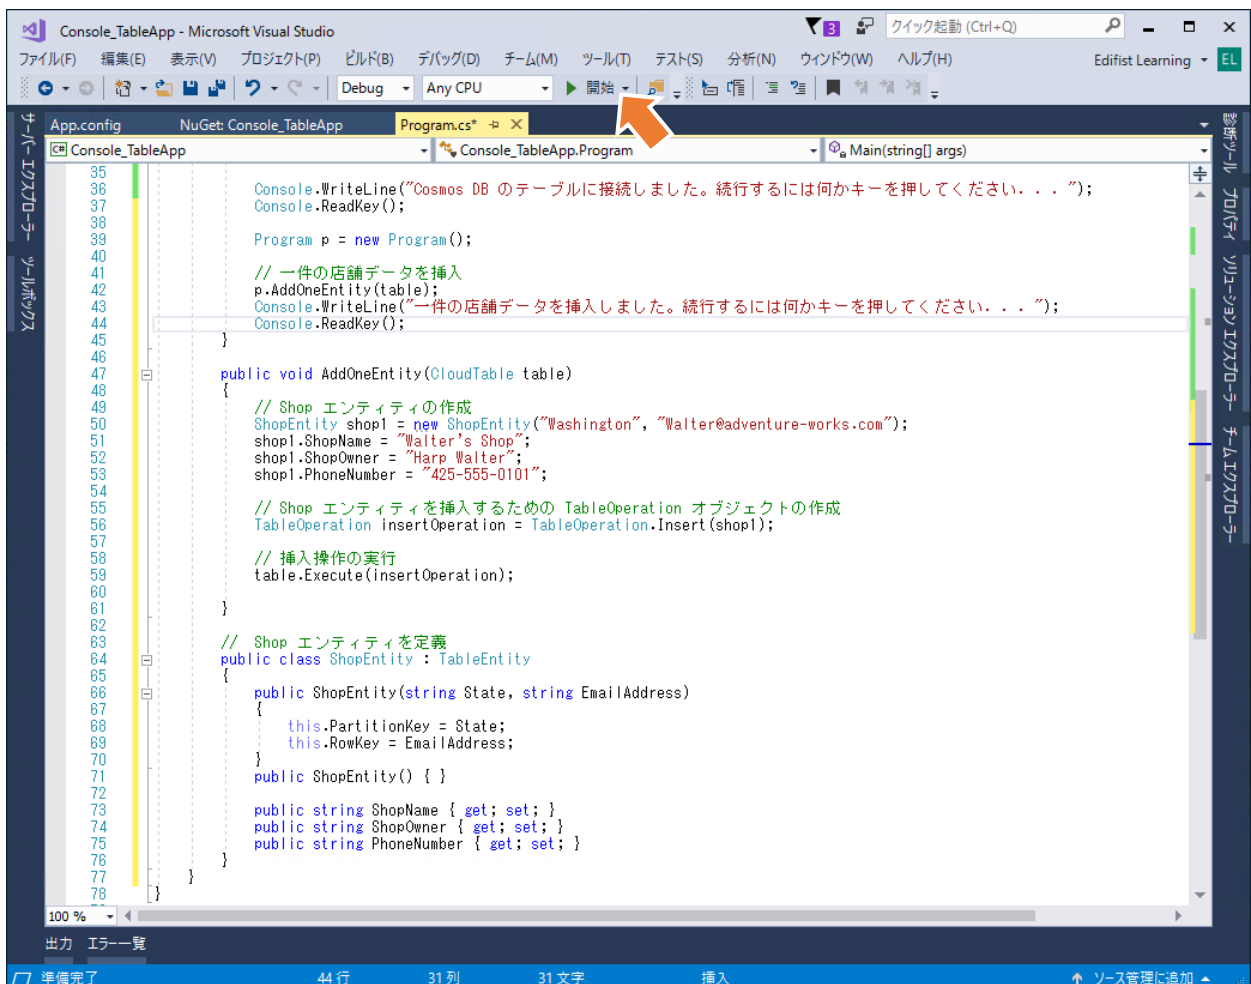 Console_TableApp - Microsoft Visual Studio
3
クイック起動 (Ctrl+Q)
ファイル(F) 編集(E) 表示(V) プロジェクト(P) ビルド(B) デバッグ(D) チーム(M) ツール(T) テスト(S) 分析(N) ウィンドウ(W) ヘルプ(H) Edifist Learning EL
Debug Any CPU 開始
App.config NuGet: Console_TableApp Program.cs*
C# Console_TableApp Console_TableApp.Program Main(string[] args)
サーバー エクスプローラー
ツールボックス
35
36 Console.WriteLine("Cosmos DB のテーブルに接続しました。続行するには何かキーを押してください. . . ");
37 Console.ReadKey();
38
39 Program p = new Program();
40
41 // 一件の店舗データを挿入
42 p.AddOneEntity(table);
43 Console.WriteLine("一件の店舗データを挿入しました。続行するには何かキーを押してください. . . ");
44 Console.ReadKey();
45 }
46
47 public void AddOneEntity(CloudTable table)
48 {
49 // Shop エンティティの作成
50 ShopEntity shop1 = new ShopEntity("Washington", "Walter@adventure-works.com");
51 shop1.ShopName = "Walter's Shop";
52 shop1.ShopOwner = "Harp Walter";
53 shop1.PhoneNumber = "425-555-0101";
54
55 // Shop エンティティを挿入するための TableOperation オブジェクトの作成
56 TableOperation insertOperation = TableOperation.Insert(shop1);
57
58 // 挿入操作の実行
59 table.Execute(insertOperation);
60
61 }
62
63 // Shop エンティティを定義
64 public class ShopEntity : TableEntity
65 {
66 public ShopEntity(string State, string EmailAddress)
67 {
68 this.PartitionKey = State;
69 this.RowKey = EmailAddress;
70 }
71 public ShopEntity() { }
72
73 public string ShopName { get; set; }
74 public string ShopOwner { get; set; }
75 public string PhoneNumber { get; set; }
76 }
77 }
78 }
診断ツール
プロパティ
ソリューション エクスプローラー
チーム エクスプローラー
100 %
出力 エラー一覧
準備完了 44 行 31 列 31 文字 挿入 ソース管理に追加